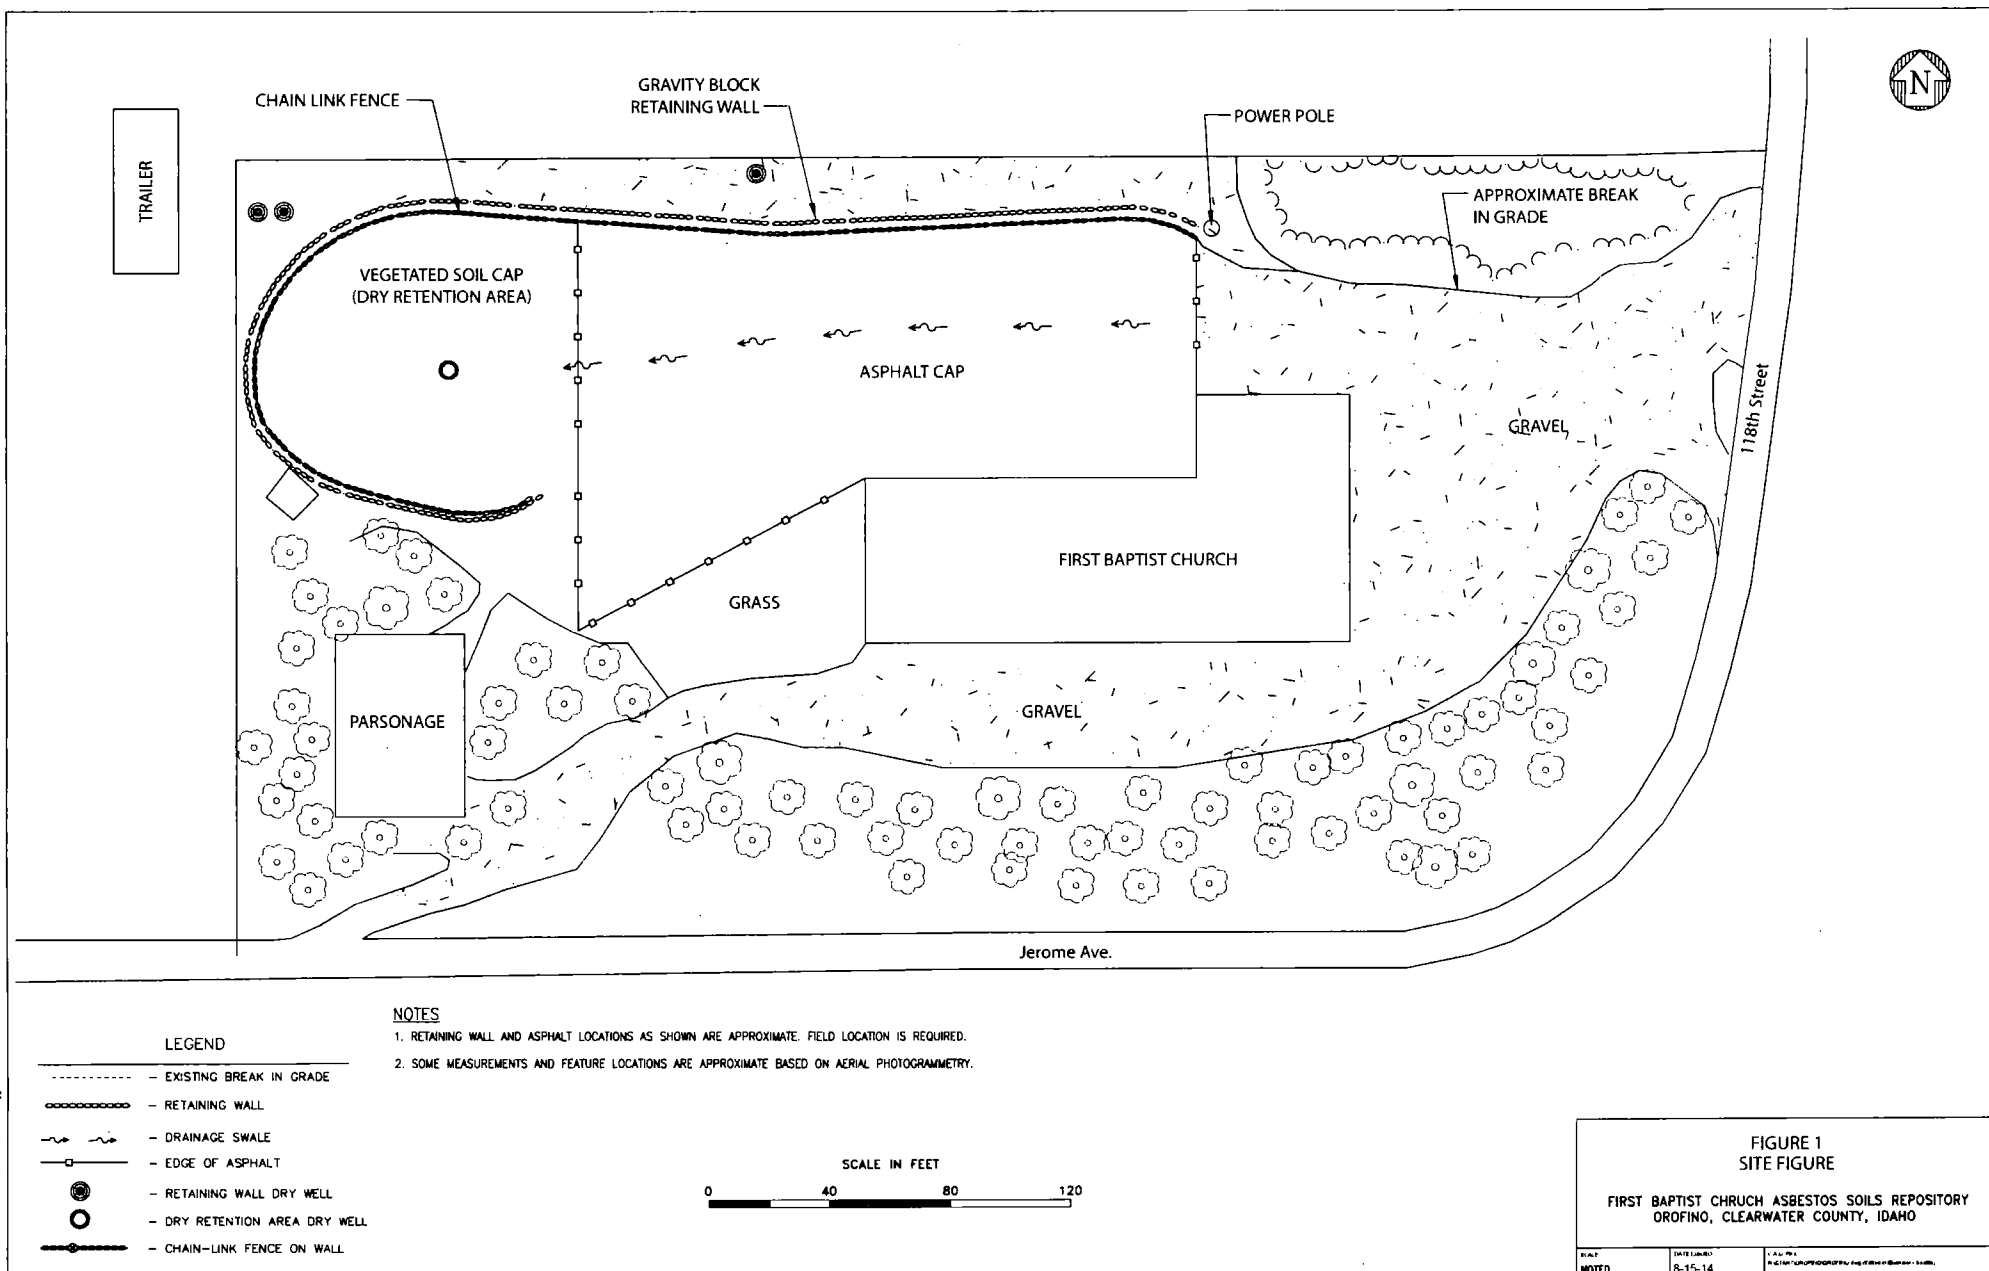 CHAIN LINK FENCE
GRAVITY BLOCK
RETAINING WALL
POWER POLE
N
TRAILER
APPROXIMATE BREAK
IN GRADE
VEGETATED SOIL CAP
(DRY RETENTION AREA)
ASPHALT CAP
118th Street
GRAVEL
FIRST BAPTIST CHURCH
GRASS
PARSONAGE
GRAVEL
Jerome Ave.
NOTES
1. RETAINING WALL AND ASPHALT LOCATIONS AS SHOWN ARE APPROXIMATE. FIELD LOCATION IS REQUIRED.
2. SOME MEASUREMENTS AND FEATURE LOCATIONS ARE APPROXIMATE BASED ON AERIAL PHOTOGRAMMETRY.
LEGEND
– EXISTING BREAK IN GRADE
– RETAINING WALL
– DRAINAGE SWALE
– EDGE OF ASPHALT
– RETAINING WALL DRY WELL
– DRY RETENTION AREA DRY WELL
– CHAIN-LINK FENCE ON WALL
SCALE IN FEET
0 40 80 120
FIGURE 1
SITE FIGURE
FIRST BAPTIST CHRUCH ASBESTOS SOILS REPOSITORY
OROFINO, CLEARWATER COUNTY, IDAHO
SCALE
NOTED
8-15-14